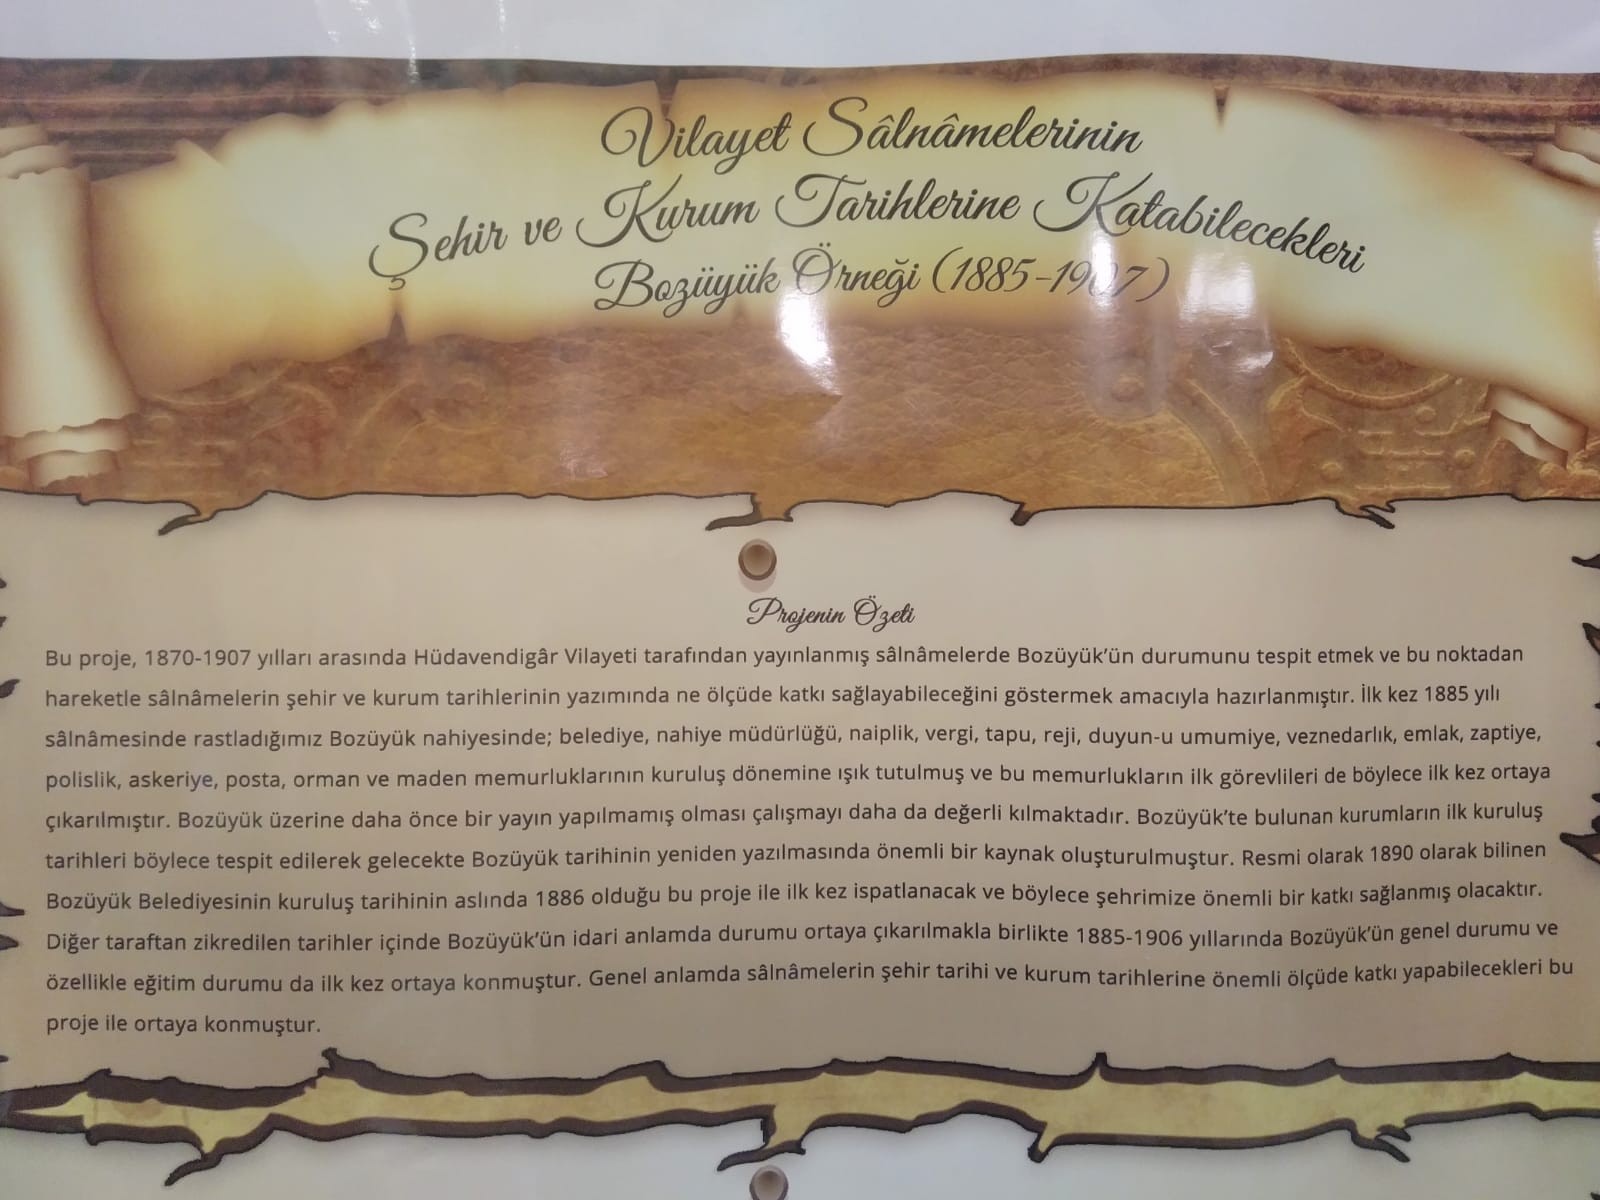 Vilayet Sâlnâmelerinin
Şehir ve Kurum Tarihlerine Katabilecekleri
Bozüyük Örneği (1885-1907)
Projenin Özeti
Bu proje, 1870-1907 yılları arasında Hüdavendigâr Vilayeti tarafından yayınlanmış sâlnâmelerde Bozüyük'ün durumunu tespit etmek ve bu noktadan
hareketle sâlnâmelerin şehir ve kurum tarihlerinin yazımında ne ölçüde katkı sağlayabileceğini göstermek amacıyla hazırlanmıştır. İlk kez 1885 yılı
sâlnâmesinde rastladığımız Bozüyük nahiyesinde; belediye, nahiye müdürlüğü, naiplik, vergi, tapu, reji, duyun-u umumiye, veznedarlık, emlak, zaptiye,
polislik, askeriye, posta, orman ve maden memurluklarının kuruluş dönemine ışık tutulmuş ve bu memurlukların ilk görevlileri de böylece ilk kez ortaya
çıkarılmıştır. Bozüyük üzerine daha önce bir yayın yapılmamış olması çalışmayı daha da değerli kılmaktadır. Bozüyük'te bulunan kurumların ilk kuruluş
tarihleri böylece tespit edilerek gelecekte Bozüyük tarihinin yeniden yazılmasında önemli bir kaynak oluşturulmuştur. Resmi olarak 1890 olarak bilinen
Bozüyük Belediyesinin kuruluş tarihinin aslında 1886 olduğu bu proje ile ilk kez ispatlanacak ve böylece şehrimize önemli bir katkı sağlanmış olacaktır.
Diğer taraftan zikredilen tarihler içinde Bozüyük'ün idari anlamda durumu ortaya çıkarılmakla birlikte 1885-1906 yıllarında Bozüyük'ün genel durumu ve
özellikle eğitim durumu da ilk kez ortaya konmuştur. Genel anlamda sâlnâmelerin şehir tarihi ve kurum tarihlerine önemli ölçüde katkı yapabilecekleri bu
proje ile ortaya konmuştur.